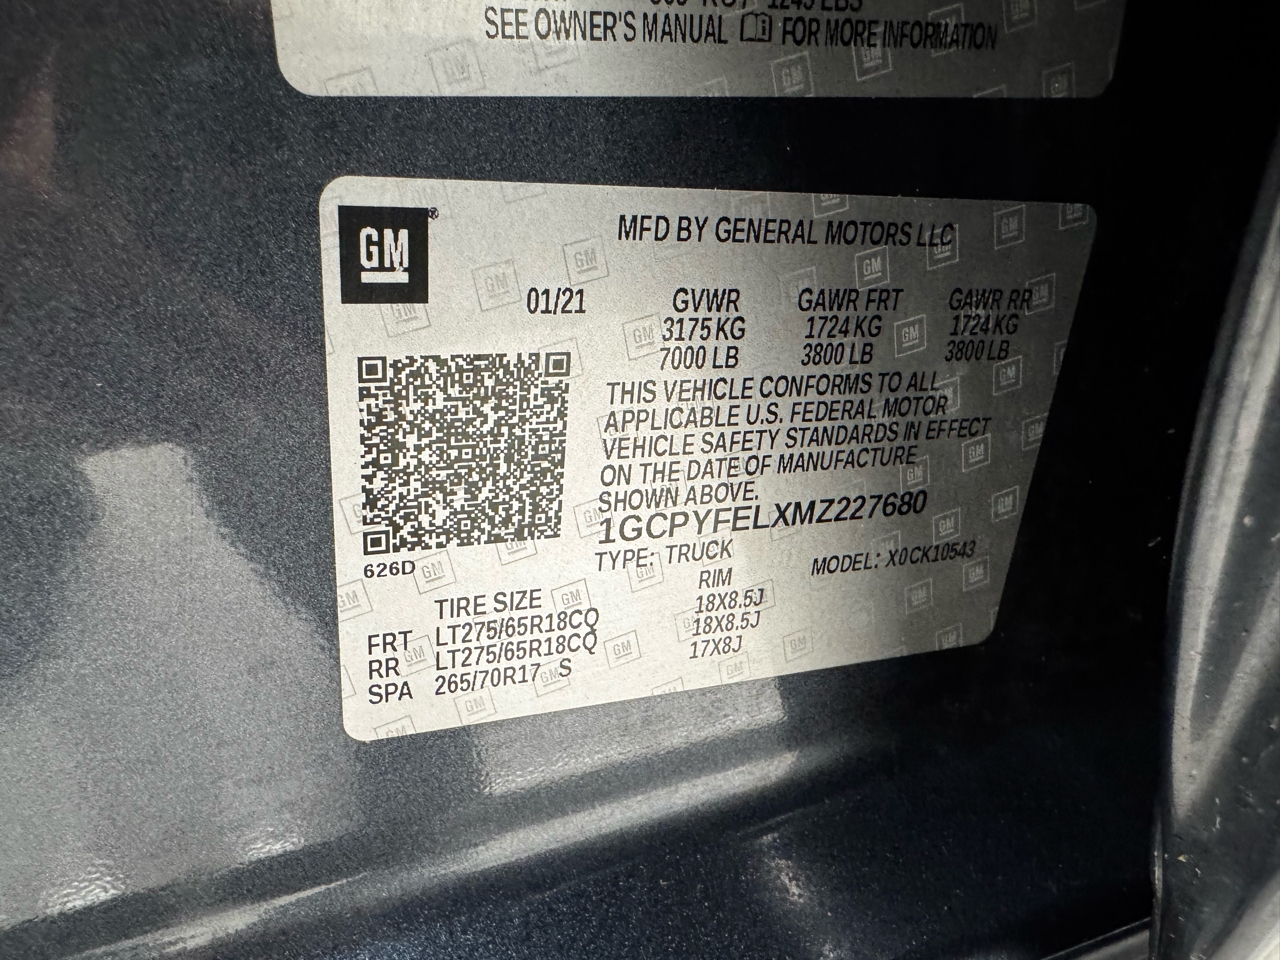 1243 LBS
SEE OWNER'S MANUAL FOR MORE INFORMATION
GM ®
MFD BY GENERAL MOTORS LLC
01/21 GVWR GAWR FRT GAWR RR
3175 KG 1724 KG 1724 KG
7000 LB 3800 LB 3800 LB
THIS VEHICLE CONFORMS TO ALL
APPLICABLE U.S. FEDERAL MOTOR
VEHICLE SAFETY STANDARDS IN EFFECT
ON THE DATE OF MANUFACTURE
SHOWN ABOVE.
1GCPYFELXMZ227680
TYPE: TRUCK MODEL: X0CK10543
626D
TIRE SIZE RIM
FRT LT275/65R18CQ 18X8.5J
RR LT275/65R18CQ 18X8.5J
SPA 265/70R17 S 17X8J